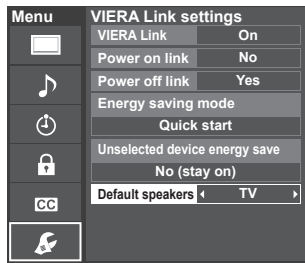 Menu
VIERA Link settings
VIERA Link On
Power on link No
Power off link Yes
Energy saving mode
Quick start
Unselected device energy save
No (stay on)
Default speakers TV
CC